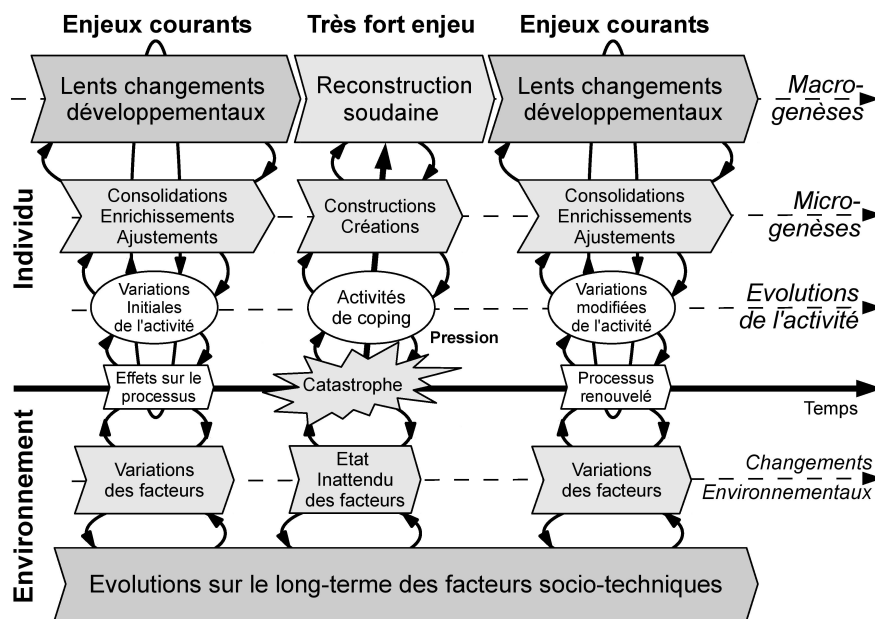 Enjeux courants
Très fort enjeu
Enjeux courants
Lents changements
développementaux
Reconstruction
soudaine
Lents changements
développementaux
Macro-
genèses
Individu
Consolidations
Enrichissements
Ajustements
Constructions
Créations
Consolidations
Enrichissements
Ajustements
Micro-
genèses
Variations
Initiales
de l'activité
Activités
de coping
Variations
modifiées
de l'activité
Evolutions
de l'activité
Pression
Effets sur le
processus
Catastrophe
Processus
renouvelé
Temps
Environnement
Variations
des facteurs
Etat
Inattendu
des facteurs
Variations
des facteurs
Changements
Environnementaux
Evolutions sur le long-terme des facteurs socio-techniques